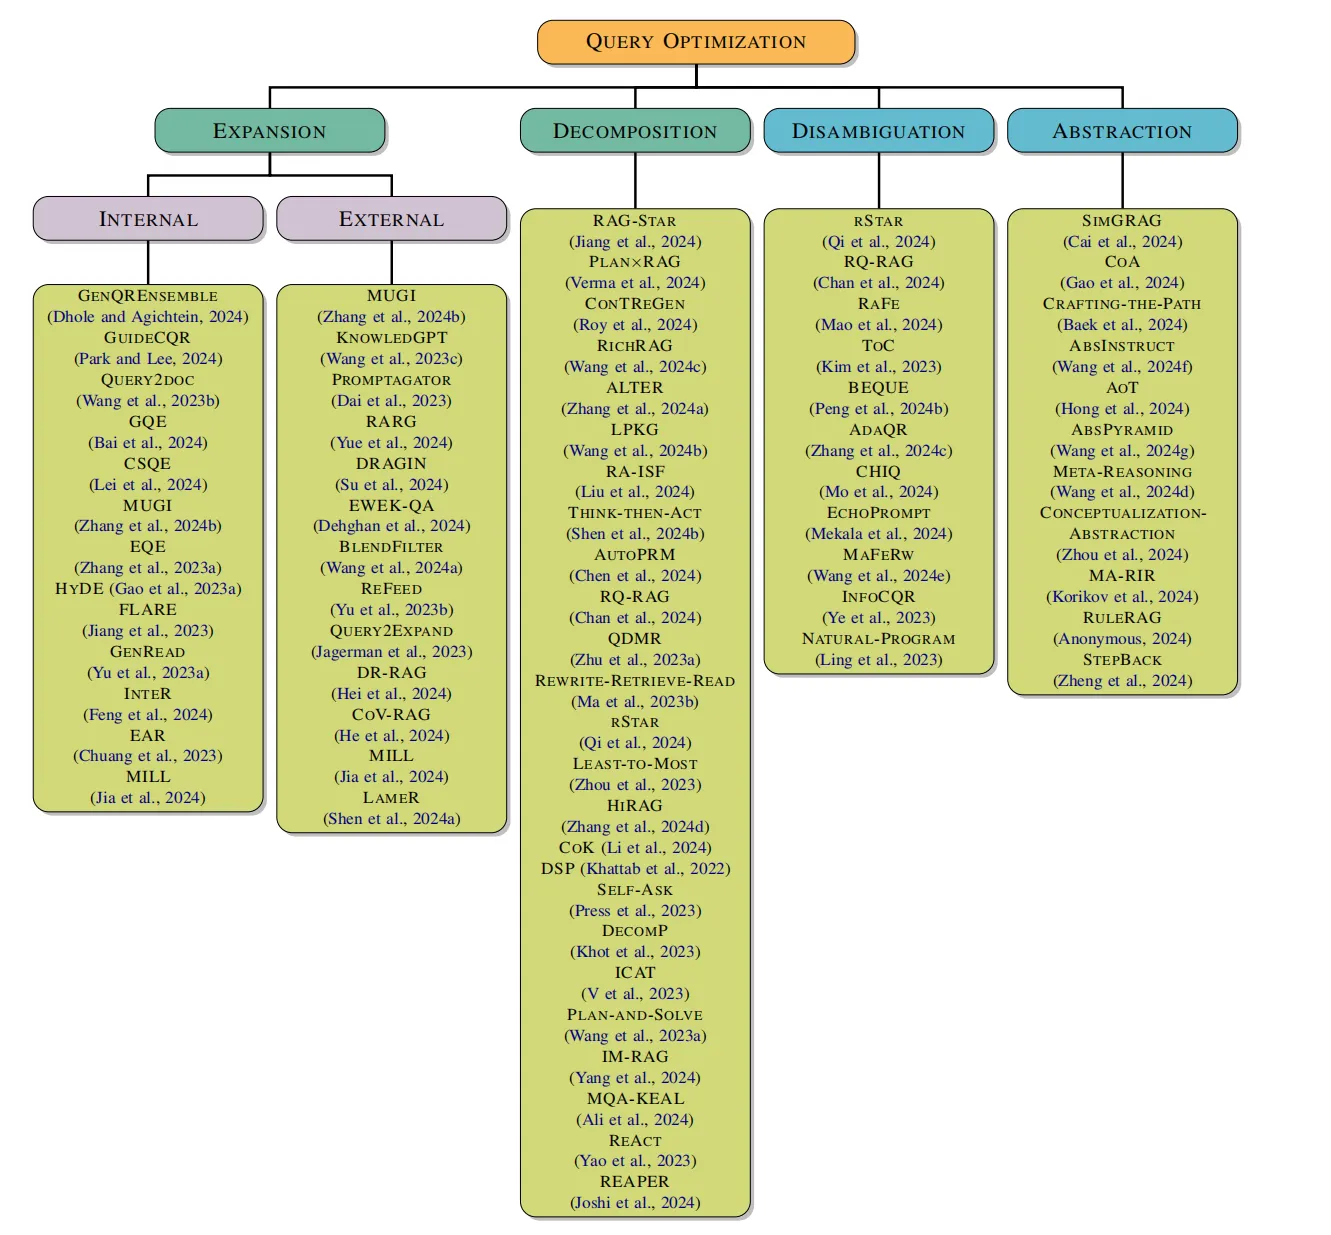 QUERY OPTIMIZATION
EXPANSION
DECOMPOSITION
DISAMBIGUATION
ABSTRACTION
INTERNAL
EXTERNAL
GENQRENSEMBLE
(Dhole and Agichtein, 2024)
GUIDECQR
(Park and Lee, 2024)
QUERY2DOC
(Wang et al., 2023b)
GQE
(Bai et al., 2024)
CSQE
(Lei et al., 2024)
MUGI
(Zhang et al., 2024b)
EQE
(Zhang et al., 2023a)
HYDE (Gao et al., 2023a)
FLARE
(Jiang et al., 2023)
GENREAD
(Yu et al., 2023a)
INTER
(Feng et al., 2024)
EAR
(Chuang et al., 2023)
MILL
(Jia et al., 2024)
MUGI
(Zhang et al., 2024b)
KNOWLEDGPT
(Wang et al., 2023c)
PROMPTAGATOR
(Dai et al., 2023)
RARG
(Yue et al., 2024)
DRAGIN
(Su et al., 2024)
EWEK-QA
(Dehghan et al., 2024)
BLENDFILTER
(Wang et al., 2024a)
REFEED
(Yu et al., 2023b)
QUERY2EXPAND
(Jagerman et al., 2023)
DR-RAG
(Hei et al., 2024)
COV-RAG
(He et al., 2024)
MILL
(Jia et al., 2024)
LAMER
(Shen et al., 2024a)
RAG-STAR
(Jiang et al., 2024)
PLAN×RAG
(Verma et al., 2024)
CONTREGEN
(Roy et al., 2024)
RICHRAG
(Wang et al., 2024c)
ALTER
(Zhang et al., 2024a)
LPKG
(Wang et al., 2024b)
RA-ISF
(Liu et al., 2024)
THINK-THEN-ACT
(Shen et al., 2024b)
AUTOPRM
(Chen et al., 2024)
RQ-RAG
(Chan et al., 2024)
QDMR
(Zhu et al., 2023a)
REWRITE-RETRIEVE-READ
(Ma et al., 2023b)
RSTAR
(Qi et al., 2024)
LEAST-TO-MOST
(Zhou et al., 2023)
HIRAG
(Zhang et al., 2024d)
COK (Li et al., 2024)
DSP (Khattab et al., 2022)
SELF-ASK
(Press et al., 2023)
DECOMP
(Khot et al., 2023)
ICAT
(V et al., 2023)
PLAN-AND-SOLVE
(Wang et al., 2023a)
IM-RAG
(Yang et al., 2024)
MQA-KEAL
(Ali et al., 2024)
REACT
(Yao et al., 2023)
REAPER
(Joshi et al., 2024)
RSTAR
(Qi et al., 2024)
RQ-RAG
(Chan et al., 2024)
RAFE
(Mao et al., 2024)
TOC
(Kim et al., 2023)
BEQUE
(Peng et al., 2024b)
ADAQR
(Zhang et al., 2024c)
CHIQ
(Mo et al., 2024)
ECHOPROMPT
(Mekala et al., 2024)
MAFERW
(Wang et al., 2024e)
INFOCQR
(Ye et al., 2023)
NATURAL-PROGRAM
(Ling et al., 2023)
SIMGRAG
(Cai et al., 2024)
COA
(Gao et al., 2024)
CRAFTING-THE-PATH
(Baek et al., 2024)
ABSINSTRUCT
(Wang et al., 2024f)
AOT
(Hong et al., 2024)
ABSPYRAMID
(Wang et al., 2024g)
META-REASONING
(Wang et al., 2024d)
CONCEPTUALIZATION-
ABSTRACTION
(Zhou et al., 2024)
MA-RIR
(Korikov et al., 2024)
RULERAG
(Anonymous, 2024)
STEPBACK
(Zheng et al., 2024)